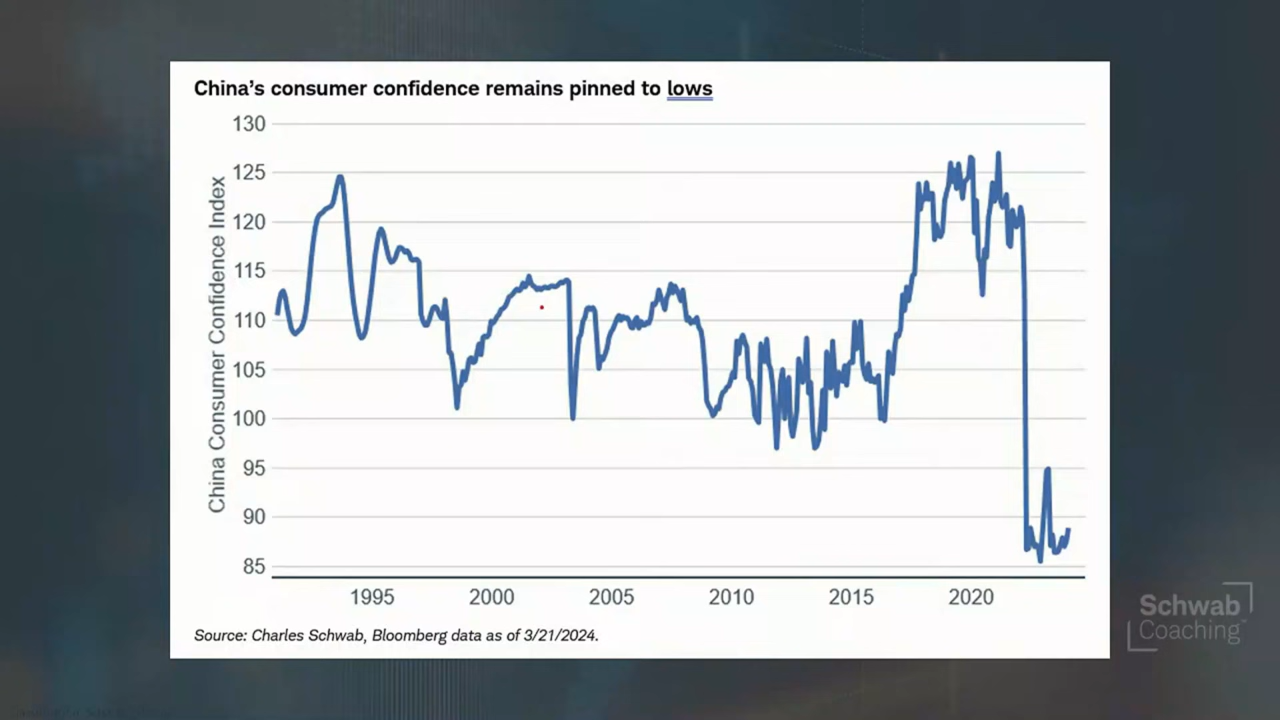 China's consumer confidence remains pinned to lows
China Consumer Confidence Index
130
125
120
115
110
105
100
95
90
85
1995 2000 2005 2010 2015 2020
Source: Charles Schwab, Bloomberg data as of 3/21/2024.
Schwab
Coaching™